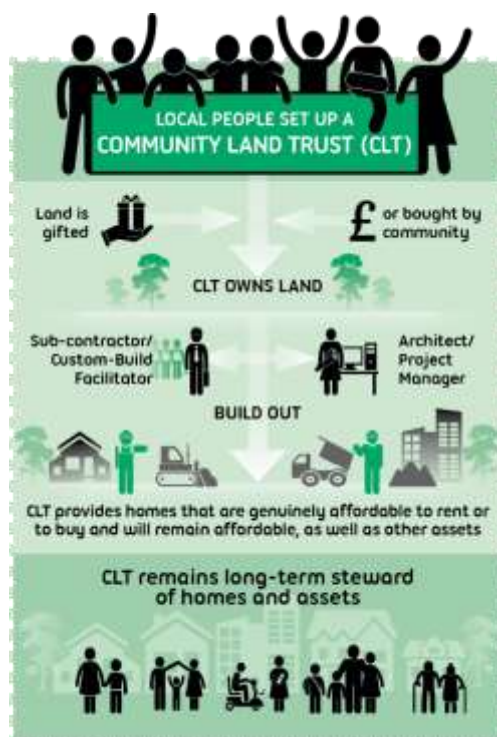 LOCAL PEOPLE SET UP A
COMMUNITY LAND TRUST (CLT)
Land is
gifted
£
or bought by
community
CLT OWNS LAND
Sub-contractor/
Custom-Build
Facilitator
Architect/
Project
Manager
BUILD OUT
CLT provides homes that are genuinely affordable to rent or
to buy and will remain affordable, as well as other assets
CLT remains long-term steward
of homes and assets